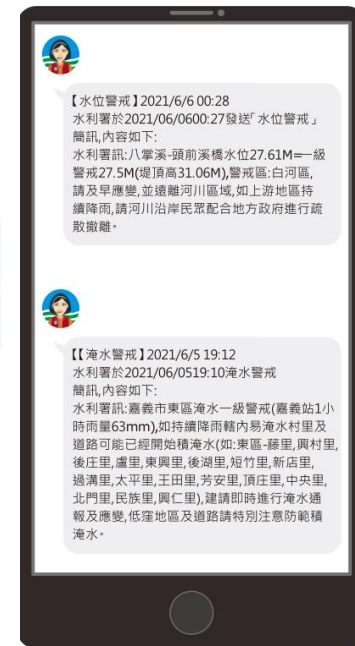 【水位警戒】2021/6/6 00:28
水利署於2021/06/0600:27發送「水位警戒」
簡訊,內容如下:
水利署訊:八掌溪-頭前溪橋水位27.61M=一級
警戒27.5M(堤頂高31.06M),警戒區:白河區,
請及早應變,並遠離河川區域,如上游地區持
續降雨,請河川沿岸民眾配合地方政府進行疏
散撤離。
【【淹水警戒】2021/6/5 19:12
水利署於2021/06/0519:10淹水警戒
簡訊,內容如下:
水利署訊:嘉義市東區淹水一級警戒(嘉義站1小
時雨量63mm),如持續降雨轄內易淹水村里及
道路可能已經開始積淹水(如:東區-藤里,興村里,
後庄里,盧里,東興里,後湖里,短竹里,新店里,
過溝里,太平里,王田里,芳安里,頂庄里,中央里,
北門里,民族里,興仁里),建請即時進行淹水通
報及應變,低窪地區及道路請特別注意防範積
淹水。